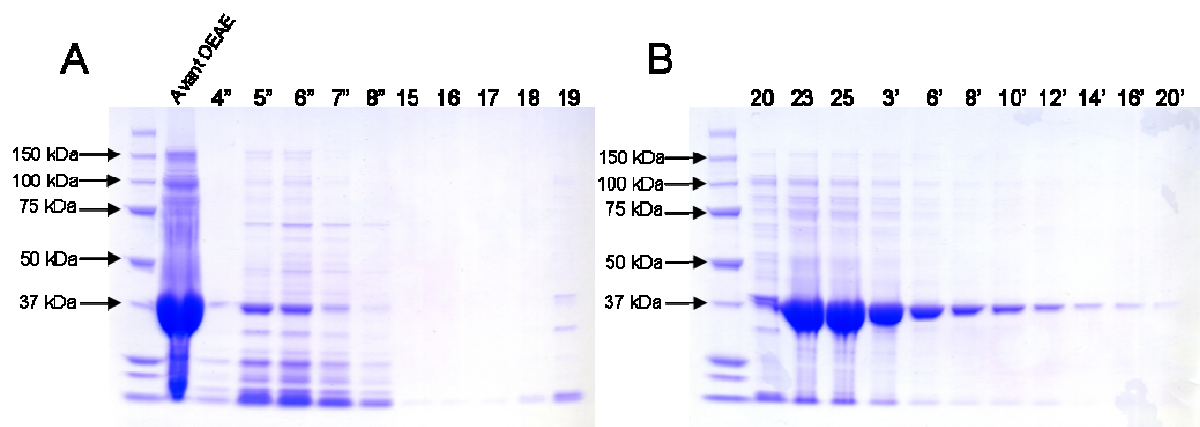 A
Avant DEAE
4” 5” 6” 7” 8” 15 16 17 18 19
150 kDa
100 kDa
75 kDa
50 kDa
37 kDa
B
20 23 25 3’ 6’ 8’ 10’ 12’ 14’ 16’ 20’
150 kDa
100 kDa
75 kDa
50 kDa
37 kDa